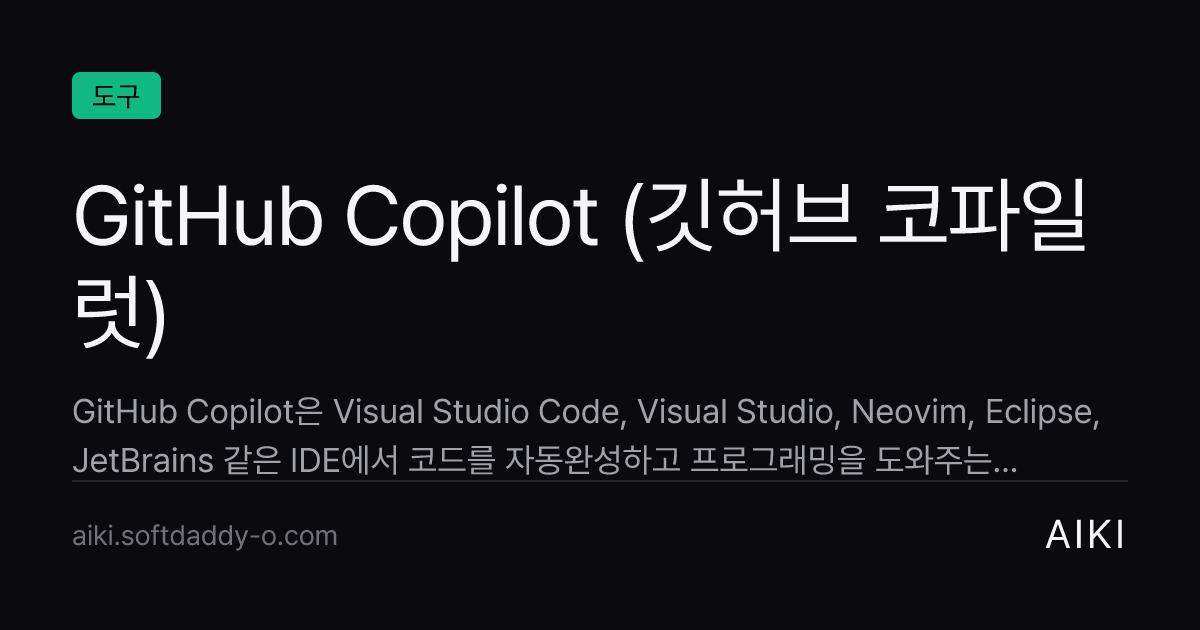 도구
GitHub Copilot (깃허브 코파일
럿)
GitHub Copilot은 Visual Studio Code, Visual Studio, Neovim, Eclipse,
JetBrains 같은 IDE에서 코드를 자동완성하고 프로그래밍을 도와주는...
aiki.softdaddy-o.com
AIKI